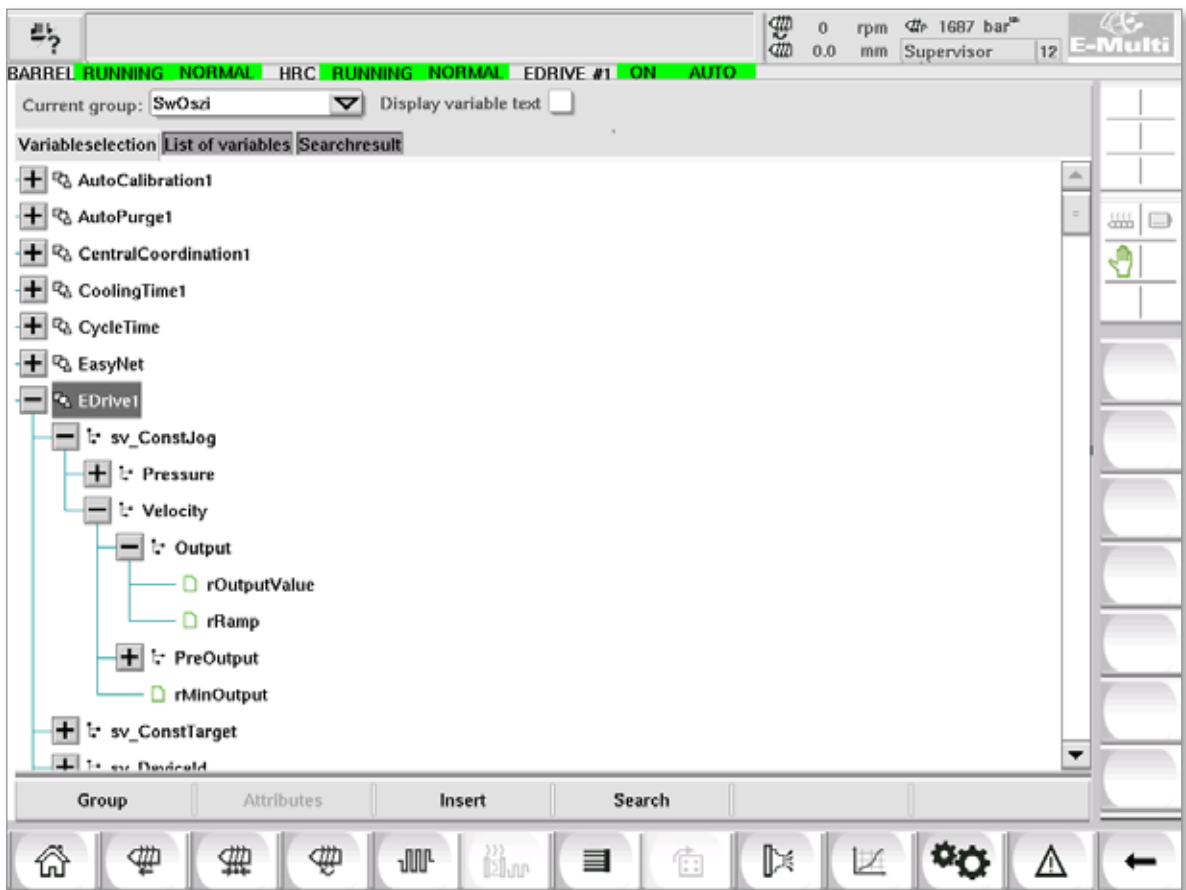 0 rpm 1687 bar
0.0 mm Supervisor 12 E-Multi
BARREL RUNNING NORMAL HRC RUNNING NORMAL EDRIVE #1 ON AUTO
Current group: SwOszi Display variable text
Variableselection List of variables Searchresult
AutoCalibration1
AutoPurge1
CentralCoordination1
CoolingTime1
CycleTime
EasyNet
EDrive1
sv_ConstJog
Pressure
Velocity
Output
rOutputValue
rRamp
PreOutput
rMinOutput
sv_ConstTarget
sv_DeviceId
Group Attributes Insert Search